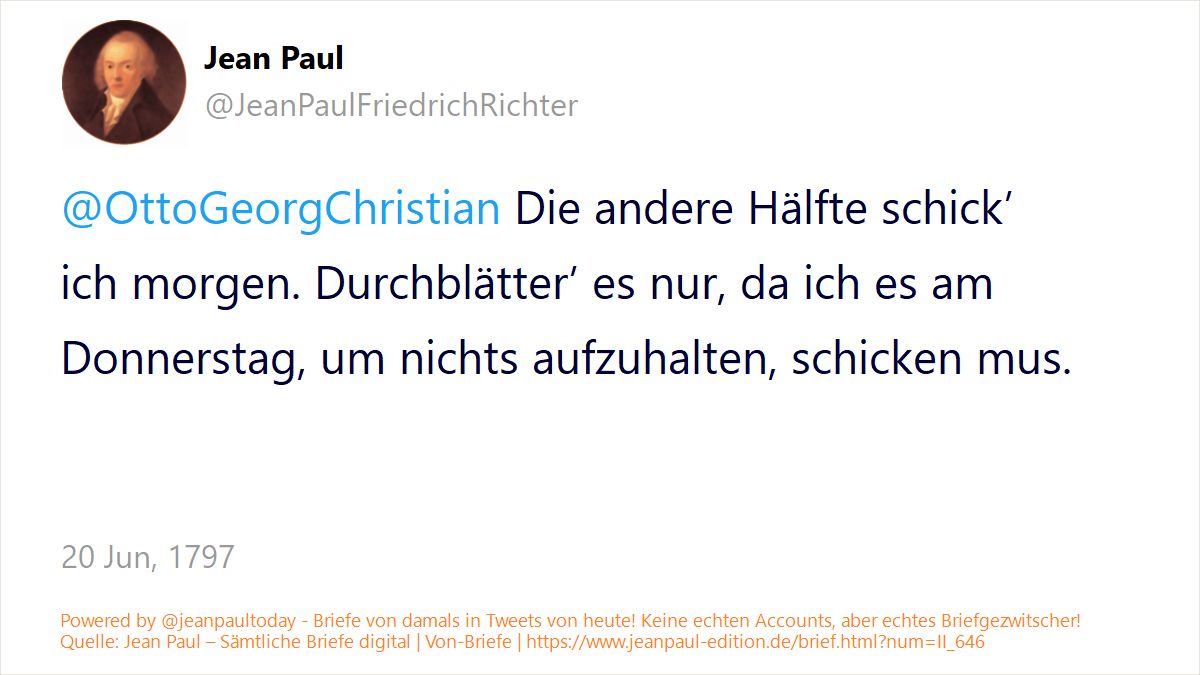 Jean Paul
@JeanPaulFriedrichRichter
@OttoGeorgChristian Die andere Hälfte schick’
ich morgen. Durchblätter’ es nur, da ich es am
Donnerstag, um nichts aufzuhalten, schicken mus.
20 Jun, 1797
Powered by @jeanpaultoday - Briefe von damals in Tweets von heute! Keine echten Accounts, aber echtes Briefgezwitscher!
Quelle: Jean Paul – Sämtliche Briefe digital | Von-Briefe | https://www.jeanpaul-edition.de/brief.html?num=II_646